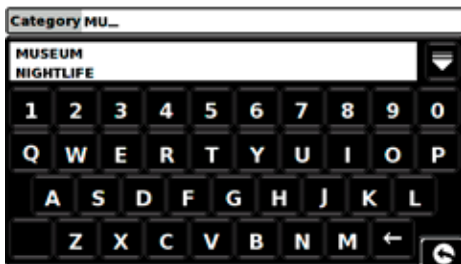 Category MU_
MUSEUM
NIGHTLIFE
1 2 3 4 5 6 7 8 9 0
Q W E R T Y U I O P
A S D F G H J K L
Z X C V B N M ←